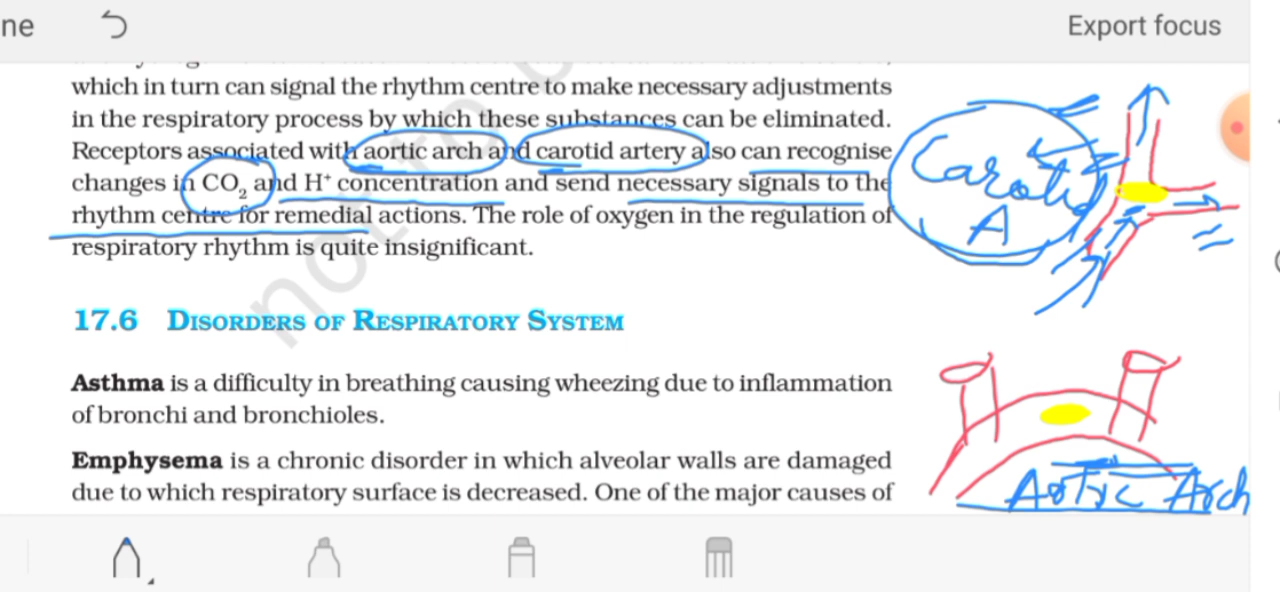 ne
Export focus
which in turn can signal the rhythm centre to make necessary adjustments
in the respiratory process by which these substances can be eliminated.
Receptors associated with aortic arch and carotid artery also can recognise
changes in CO₂ and H⁺ concentration and send necessary signals to the
rhythm centre for remedial actions. The role of oxygen in the regulation of
respiratory rhythm is quite insignificant.
Carotid
A
17.6 DISORDERS OF RESPIRATORY SYSTEM
Asthma is a difficulty in breathing causing wheezing due to inflammation
of bronchi and bronchioles.
Emphysema is a chronic disorder in which alveolar walls are damaged
due to which respiratory surface is decreased. One of the major causes of
Aortic Arch
not to